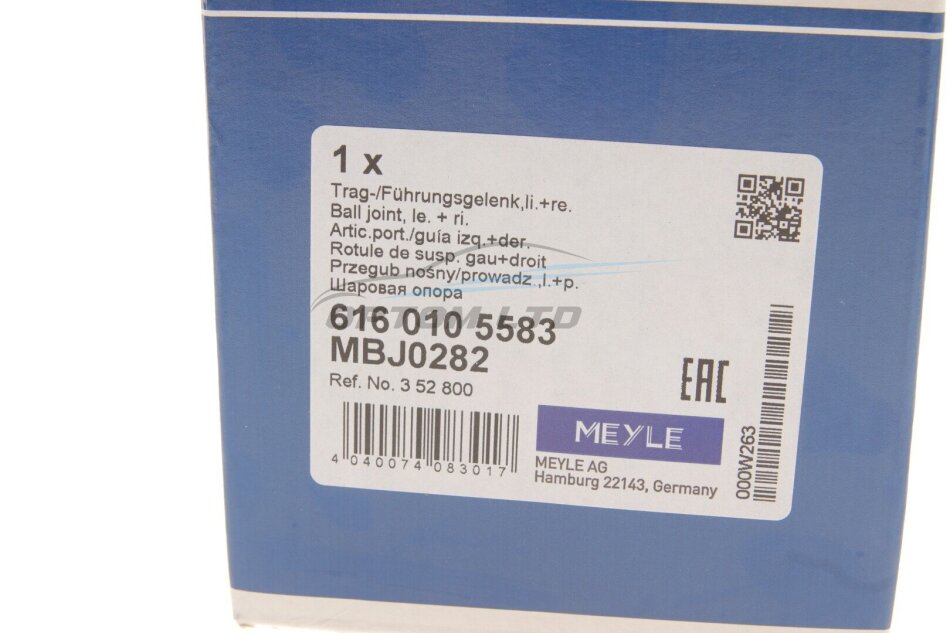 1 x
Trag-/Führungsgelenk,li.+re.
Ball joint, le. + ri.
Artic.port./guía izq.+der.
Rotule de susp. gau+droit
Przegub nośny/prowadz.,l.+p.
Шаровая опора
OPTOM LTD
616 010 5583
MBJ0282
Ref. No. 3 52 800
EAC
4 040074 083017
MEYLE
MEYLE AG
Hamburg 22143, Germany
000W263